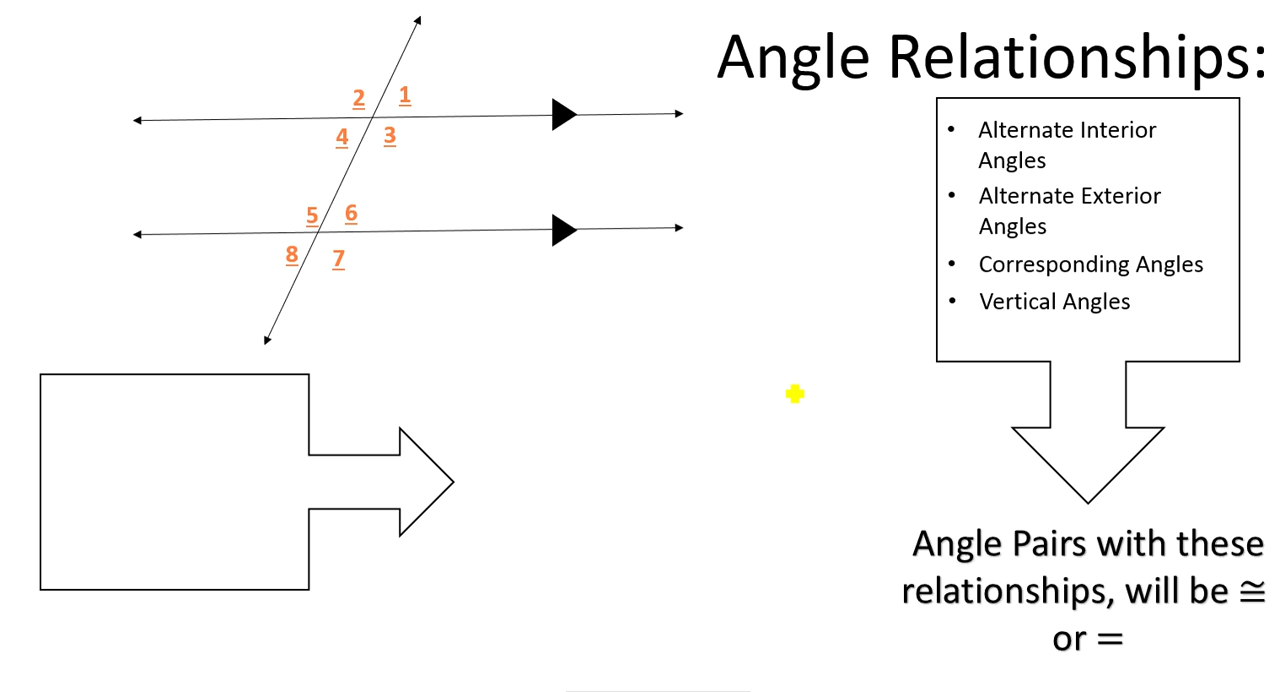 Angle Relationships:
2 1
4 3
5 6
8 7
• Alternate Interior
Angles
• Alternate Exterior
Angles
• Corresponding Angles
• Vertical Angles
Angle Pairs with these
relationships, will be ≅
or =